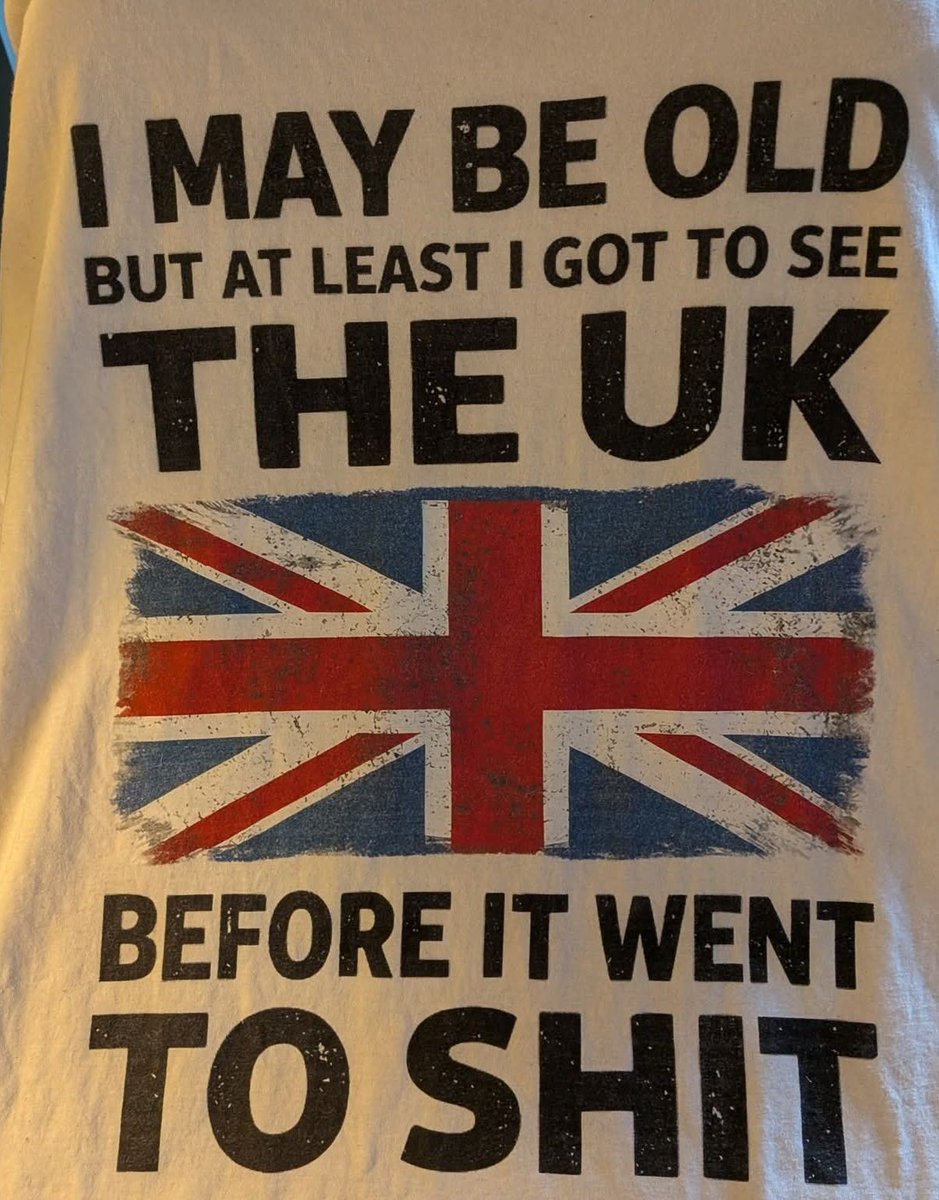 I MAY BE OLD
BUT AT LEAST I GOT TO SEE
THE UK
BEFORE IT WENT
TO SHIT